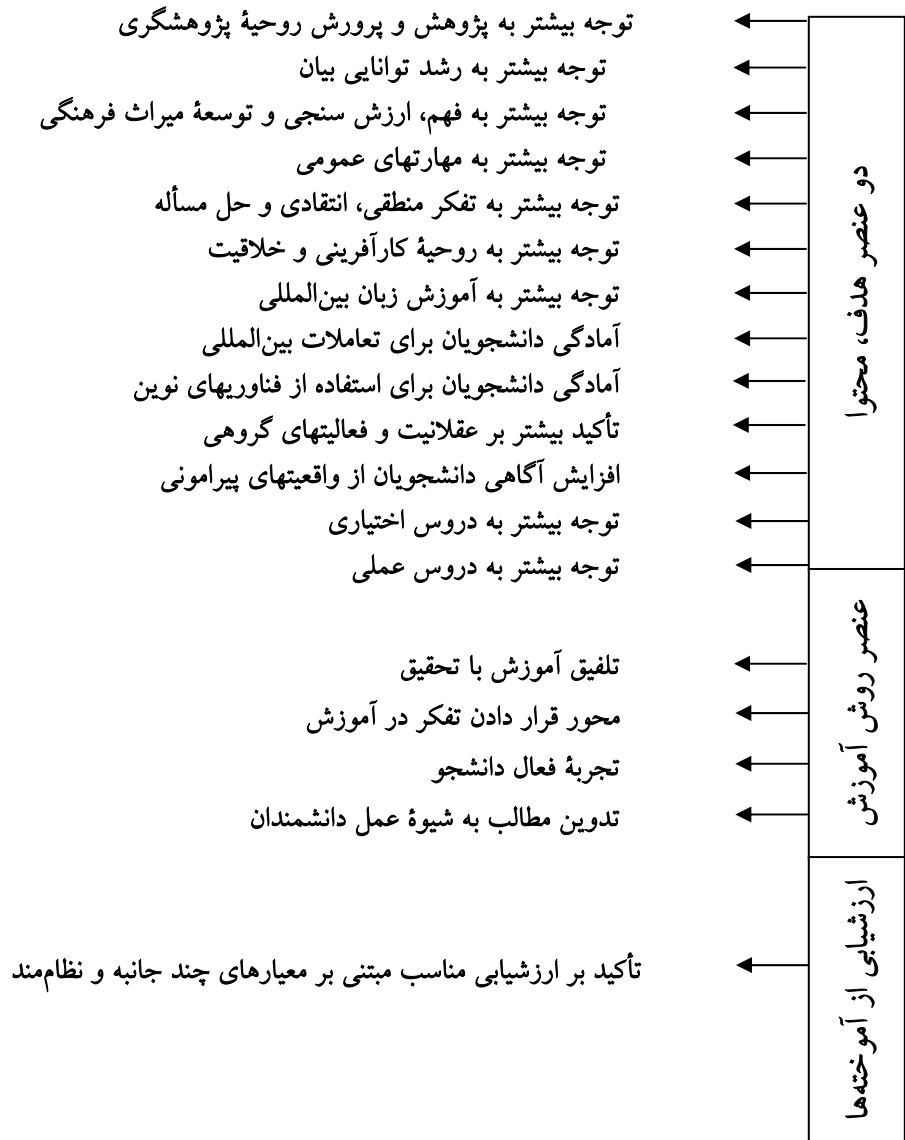 دو عنصر هدف، محتوا
توجه بیشتر به پژوهش و پرورش روحیۀ پژوهشگری
توجه بیشتر به رشد توانایی بیان
توجه بیشتر به فهم، ارزش سنجی و توسعۀ میراث فرهنگی
توجه بیشتر به مهارتهای عمومی
توجه بیشتر به تفکر منطقی، انتقادی و حل مسأله
توجه بیشتر به روحیۀ کارآفرینی و خلاقیت
توجه بیشتر به آموزش زبان بین‌المللی
آمادگی دانشجویان برای تعاملات بین‌المللی
آمادگی دانشجویان برای استفاده از فناوریهای نوین
تأکید بیشتر بر عقلانیت و فعالیتهای گروهی
افزایش آگاهی دانشجویان از واقعیتهای پیرامونی
توجه بیشتر به دروس اختیاری
توجه بیشتر به دروس عملی
عنصر روش آموزش
تلفیق آموزش با تحقیق
محور قرار دادن تفکر در آموزش
تجربۀ فعال دانشجو
تدوین مطالب به شیوۀ عمل دانشمندان
ارزشیابی از آموخته‌ها
تأکید بر ارزشیابی مناسب مبتنی بر معیارهای چند جانبه و نظام‌مند